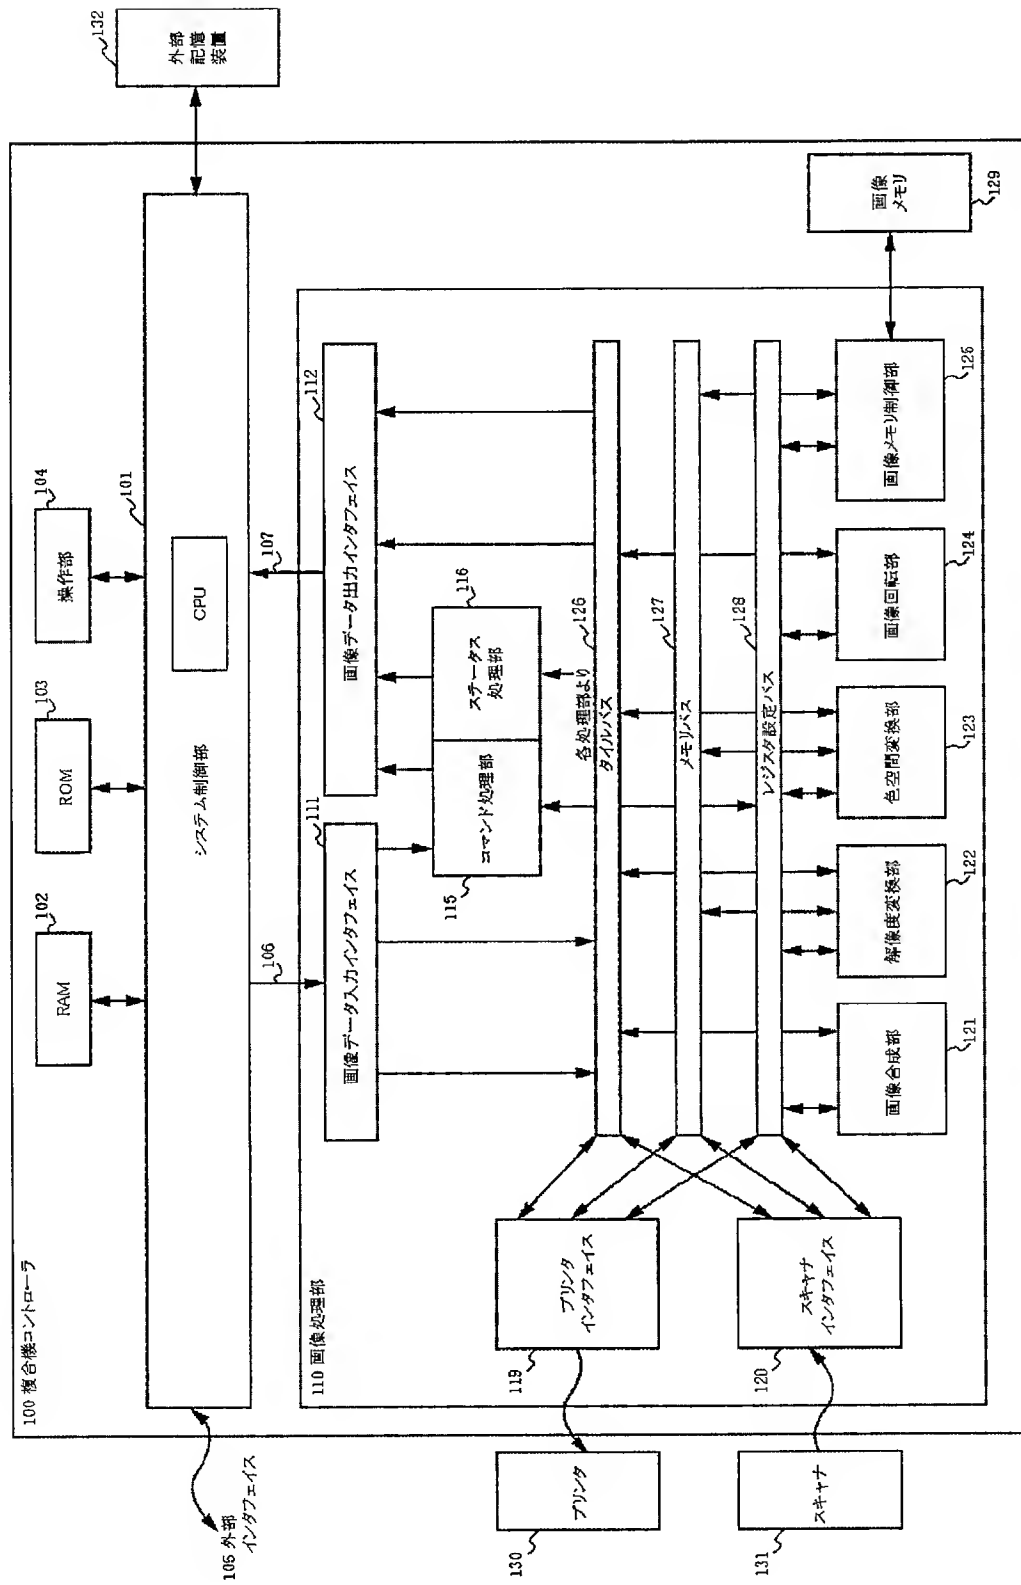 100 複合機コントローラ
102
RAM
103
ROM
104
操作部
101
システム制御部
CPU
132
外部
記憶
装置
105 外部
インタフェイス
106
107
110 画像処理部
111
画像データ入力インタフェイス
112
画像データ出力インタフェイス
115
コマンド処理部
116
ステータス
処理部
各処理部より
126
タイルバス
127
メモリバス
128
レジスタ設定バス
プリンタ
インタフェイス
119
スキャナ
インタフェイス
120
プリンタ
130
スキャナ
131
画像合成部
121
解像度変換部
122
色空間変換部
123
画像回転部
124
画像メモリ制御部
125
画像
メモリ
129